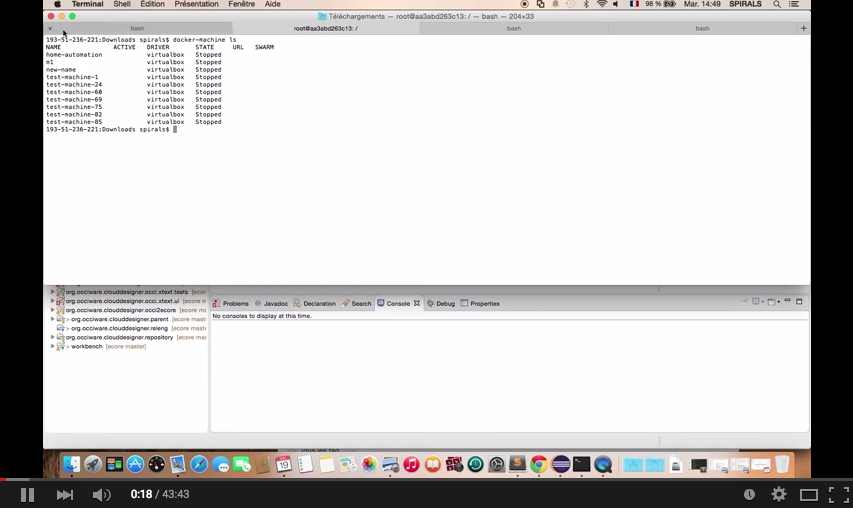 Terminal Shell Édition Présentation Fenêtre Aide 98 % Mar. 14:49 SPIRALS
Téléchargements — root@aa3abd263c13: / — bash — 204×33
bash root@aa3abd263c13: / bash bash
193-51-236-221:Downloads spirals$ docker-machine ls
NAME ACTIVE DRIVER STATE URL SWARM
home-automation virtualbox Stopped
m1 virtualbox Stopped
new-name virtualbox Stopped
test-machine-1 virtualbox Stopped
test-machine-24 virtualbox Stopped
test-machine-60 virtualbox Stopped
test-machine-69 virtualbox Stopped
test-machine-75 virtualbox Stopped
test-machine-82 virtualbox Stopped
test-machine-85 virtualbox Stopped
193-51-236-221:Downloads spirals$
org.occiware.clouddesigner.occi.xtext.tests [ecor
org.occiware.clouddesigner.occi.xtext.ui [ecore m
org.occiware.clouddesigner.occi2ecore [ecore ma
> org.occiware.clouddesigner.parent [ecore mast
> org.occiware.clouddesigner.releng [ecore mast
org.occiware.clouddesigner.repository [ecore mas
> workbench [ecore master]
Problems @ Javadoc Declaration Search Console Debug Properties
No consoles to display at this time.
19
0:18 / 43:43